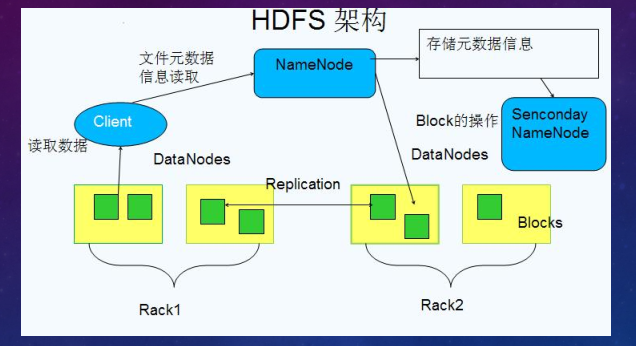 HDFS 架构
文件元数据
信息读取
NameNode
存储元数据信息
Client
Block的操作
Senconday
NameNode
读取数据
DataNodes
DataNodes
Replication
Blocks
Rack1
Rack2